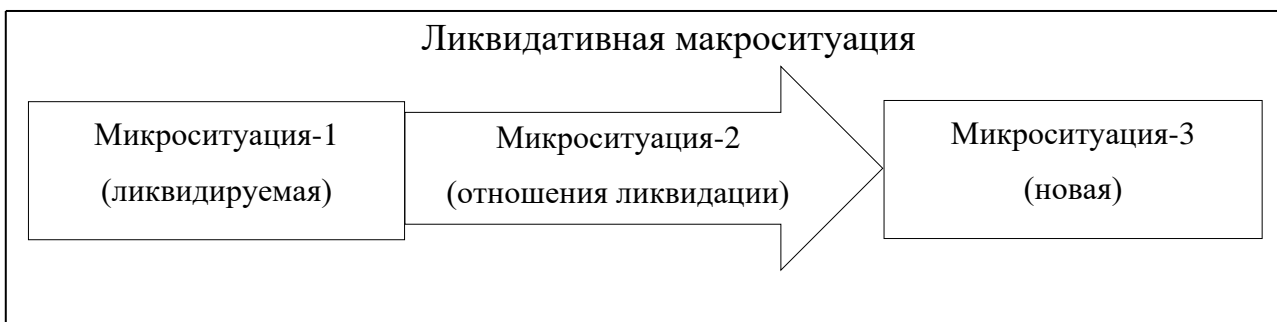 Ликвидативная макроситуация
Микроситуация-1
(ликвидируемая)
Микроситуация-2
(отношения ликвидации)
Микроситуация-3
(новая)